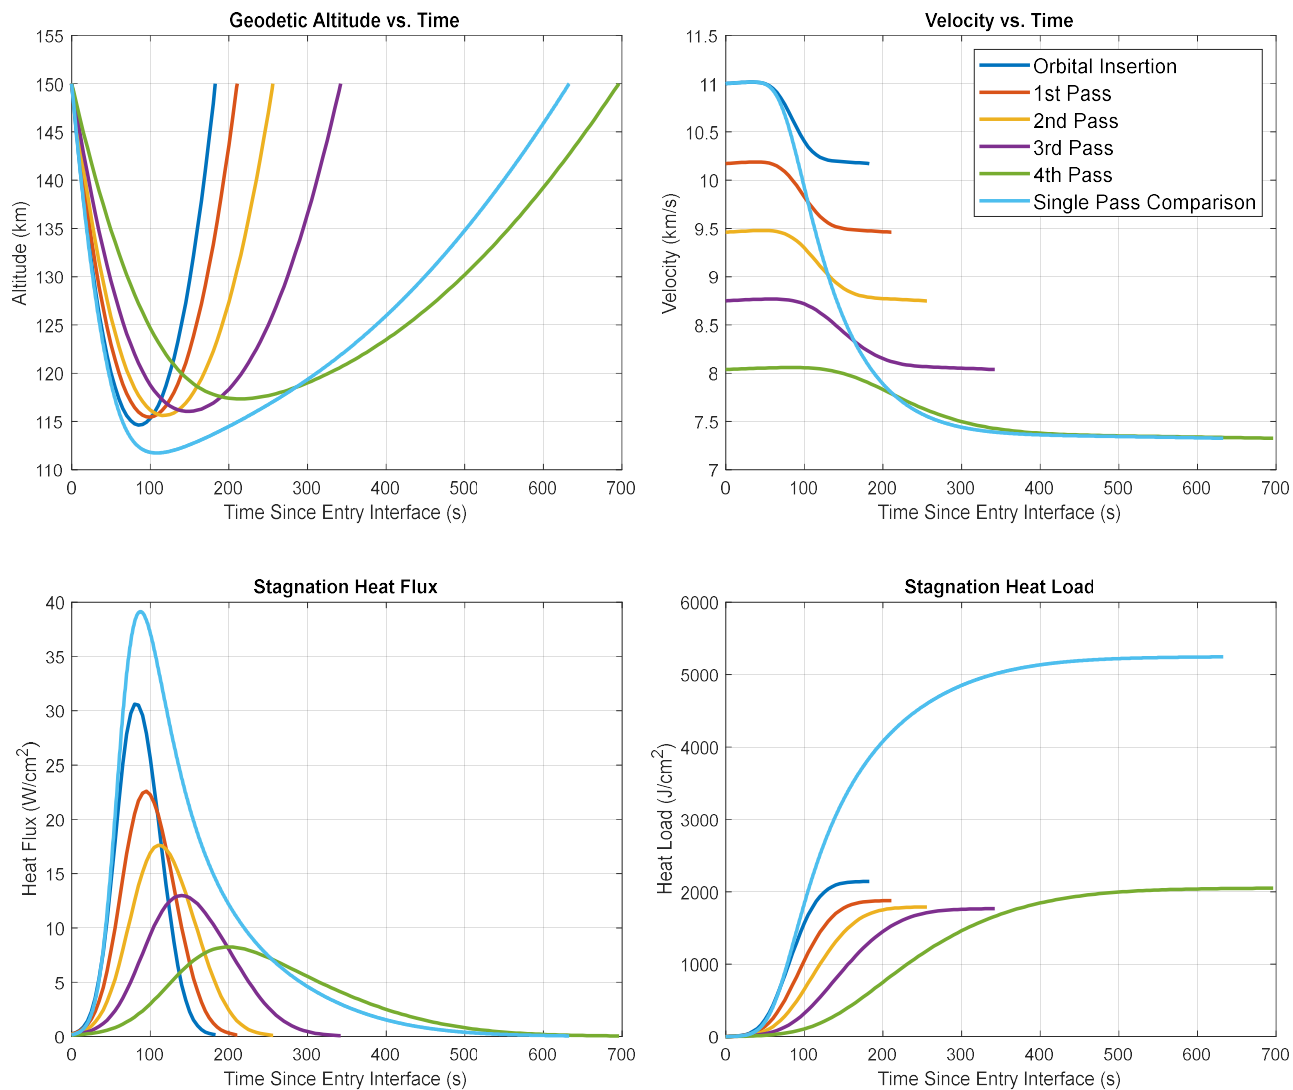 Geodetic Altitude vs. Time
155
150
145
140
135
130
125
120
115
110
Altitude (km)
0 100 200 300 400 500 600 700
Time Since Entry Interface (s)
Velocity vs. Time
11.5
11
10.5
10
9.5
9
8.5
8
7.5
7
Velocity (km/s)
Orbital Insertion
1st Pass
2nd Pass
3rd Pass
4th Pass
Single Pass Comparison
0 100 200 300 400 500 600 700
Time Since Entry Interface (s)
Stagnation Heat Flux
40
35
30
25
20
15
10
5
0
Heat Flux (W/cm²)
0 100 200 300 400 500 600 700
Time Since Entry Interface (s)
Stagnation Heat Load
6000
5000
4000
3000
2000
1000
0
Heat Load (J/cm²)
0 100 200 300 400 500 600 700
Time Since Entry Interface (s)